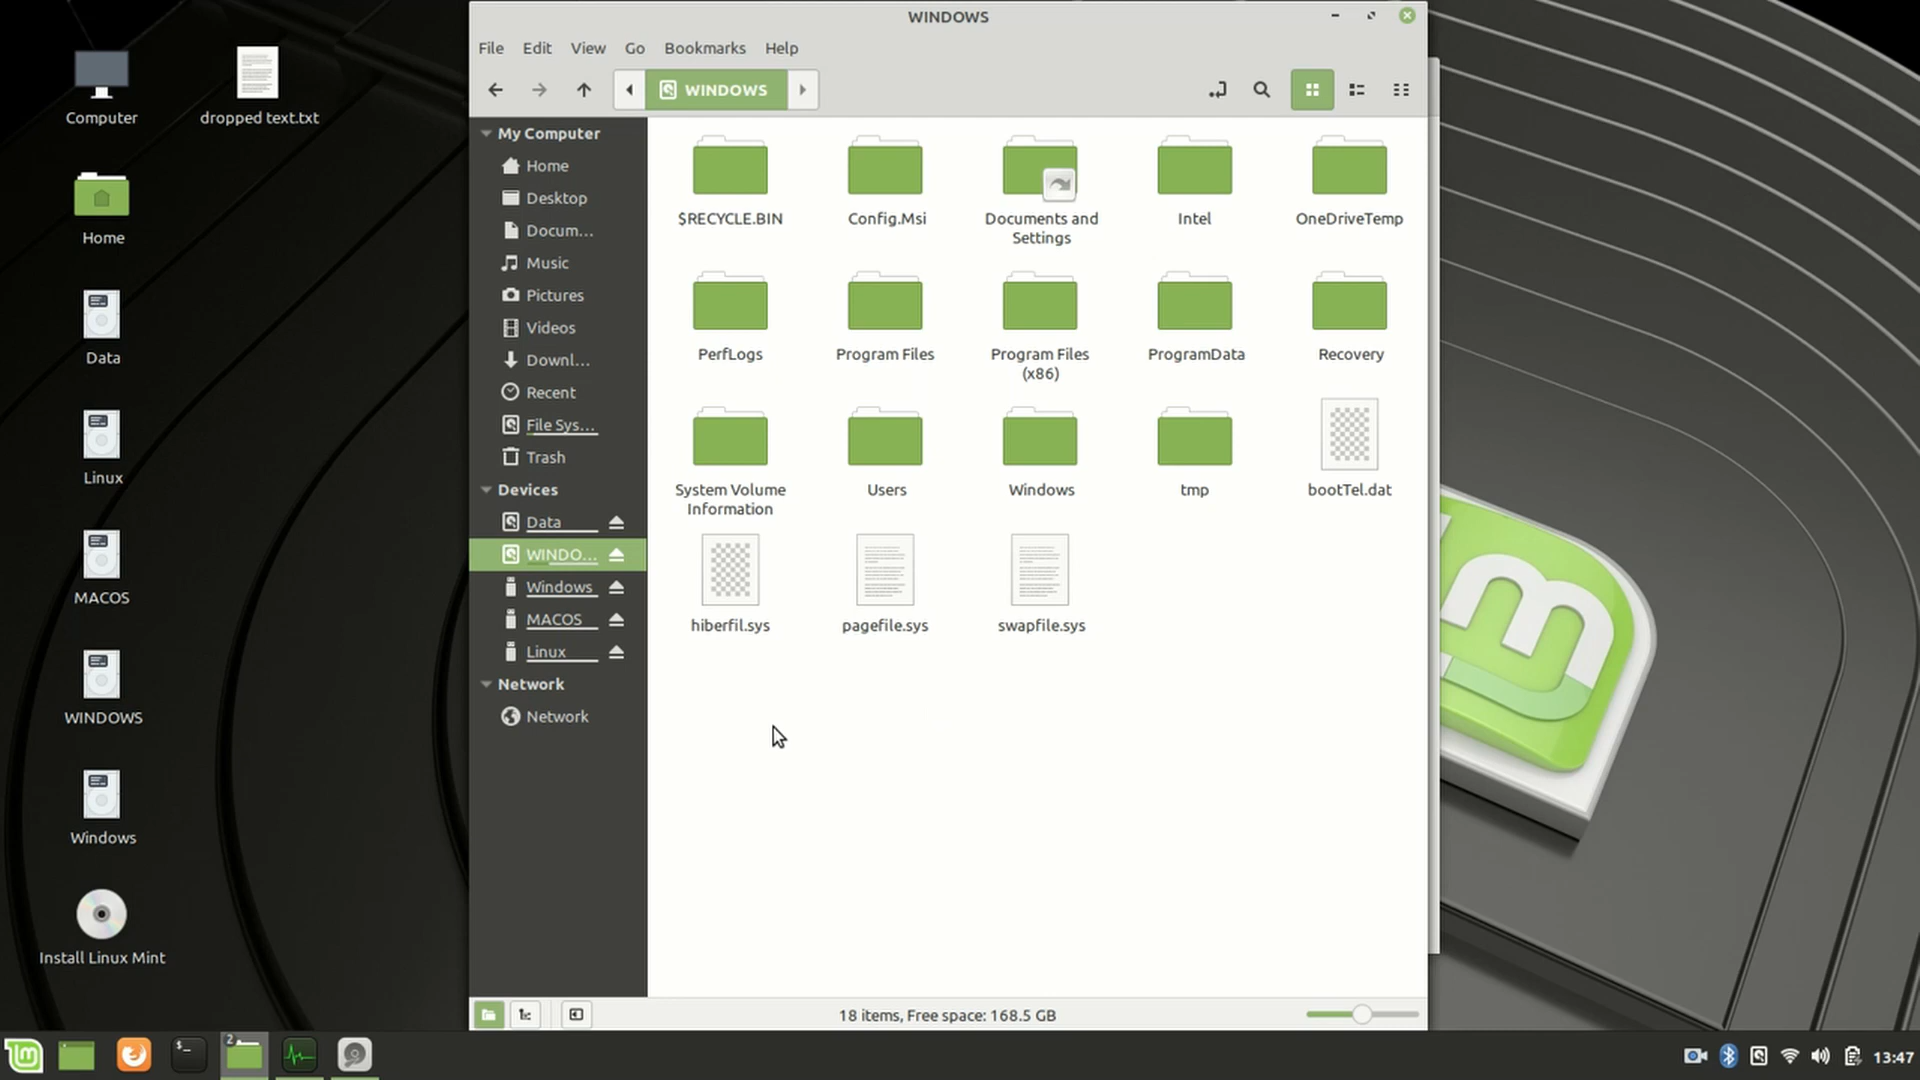 WINDOWS
File Edit View Go Bookmarks Help
WINDOWS
Computer
dropped text.txt
Home
Data
Linux
MACOS
WINDOWS
Windows
Install Linux Mint
My Computer
Home
Desktop
Docum...
Music
Pictures
Videos
Downl...
Recent
File Sys...
Trash
Devices
Data
WINDO...
Windows
MACOS
Linux
Network
Network
$RECYCLE.BIN
Config.Msi
Documents and
Settings
Intel
OneDriveTemp
PerfLogs
Program Files
Program Files
(x86)
ProgramData
Recovery
System Volume
Information
Users
Windows
tmp
bootTel.dat
hiberfil.sys
pagefile.sys
swapfile.sys
18 items, Free space: 168.5 GB
2
13:47